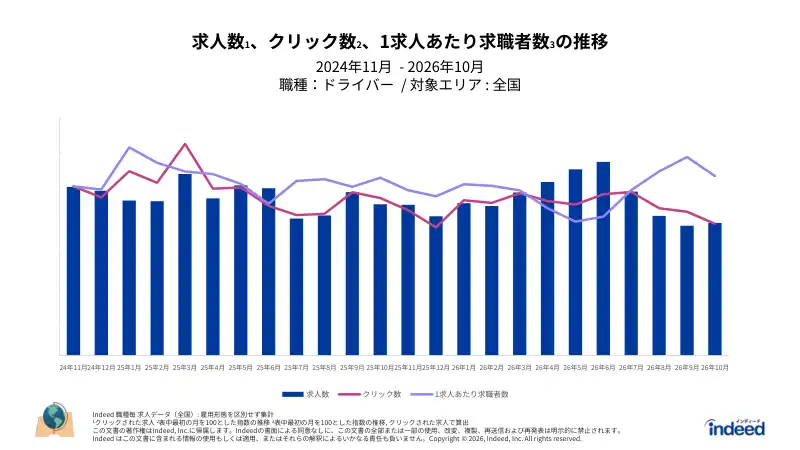 求人数1、クリック数2、1求人あたり求職者数3の推移
2024年11月 - 2026年10月
職種：ドライバー / 対象エリア : 全国
24年11月 24年12月 25年1月 25年2月 25年3月 25年4月 25年5月 25年6月 25年7月 25年8月 25年9月 25年10月 25年11月 25年12月 26年1月 26年2月 26年3月 26年4月 26年5月 26年6月 26年7月 26年8月 26年9月 26年10月
求人数 クリック数 1求人あたり求職者数
Indeed 職種毎 求人データ（全国）: 雇用形態を区別せず集計
¹クリックされた求人 ²表中最初の月を100とした指数の推移 ³表中最初の月を100とした指数の推移, クリックされた求人で算出
この文書の著作権はIndeed, Inc.に帰属します。Indeedの書面による同意なしに、この文書の全部または一部の使用、改変、複製、再送信および再発表は明示的に禁止されます。
Indeed はこの文書に含まれる情報の使用もしくは適用、またはそれらの解釈によるいかなる責任も負いません。Copyright © 2026, Indeed, Inc. All rights reserved.
インディード
indeed